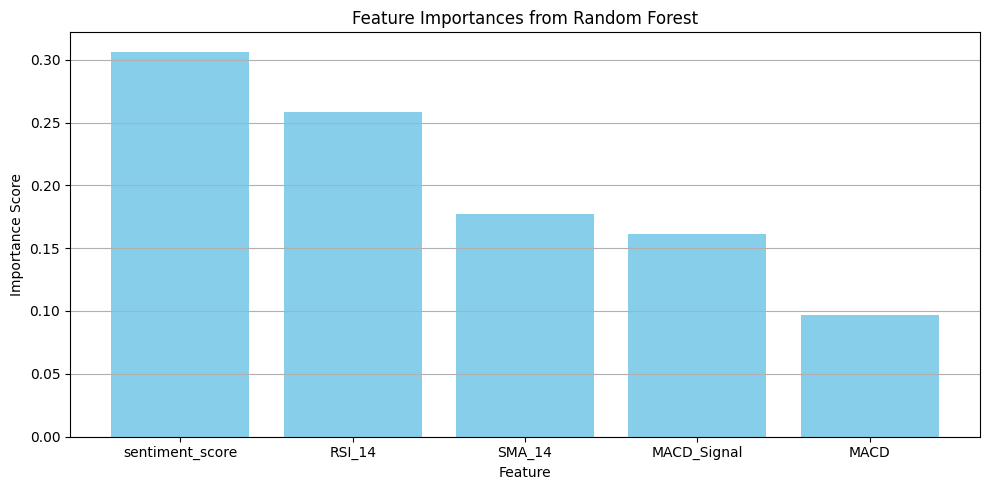 Feature Importances from Random Forest
Importance Score
0.30
0.25
0.20
0.15
0.10
0.05
0.00
sentiment_score RSI_14 SMA_14 MACD_Signal MACD
Feature